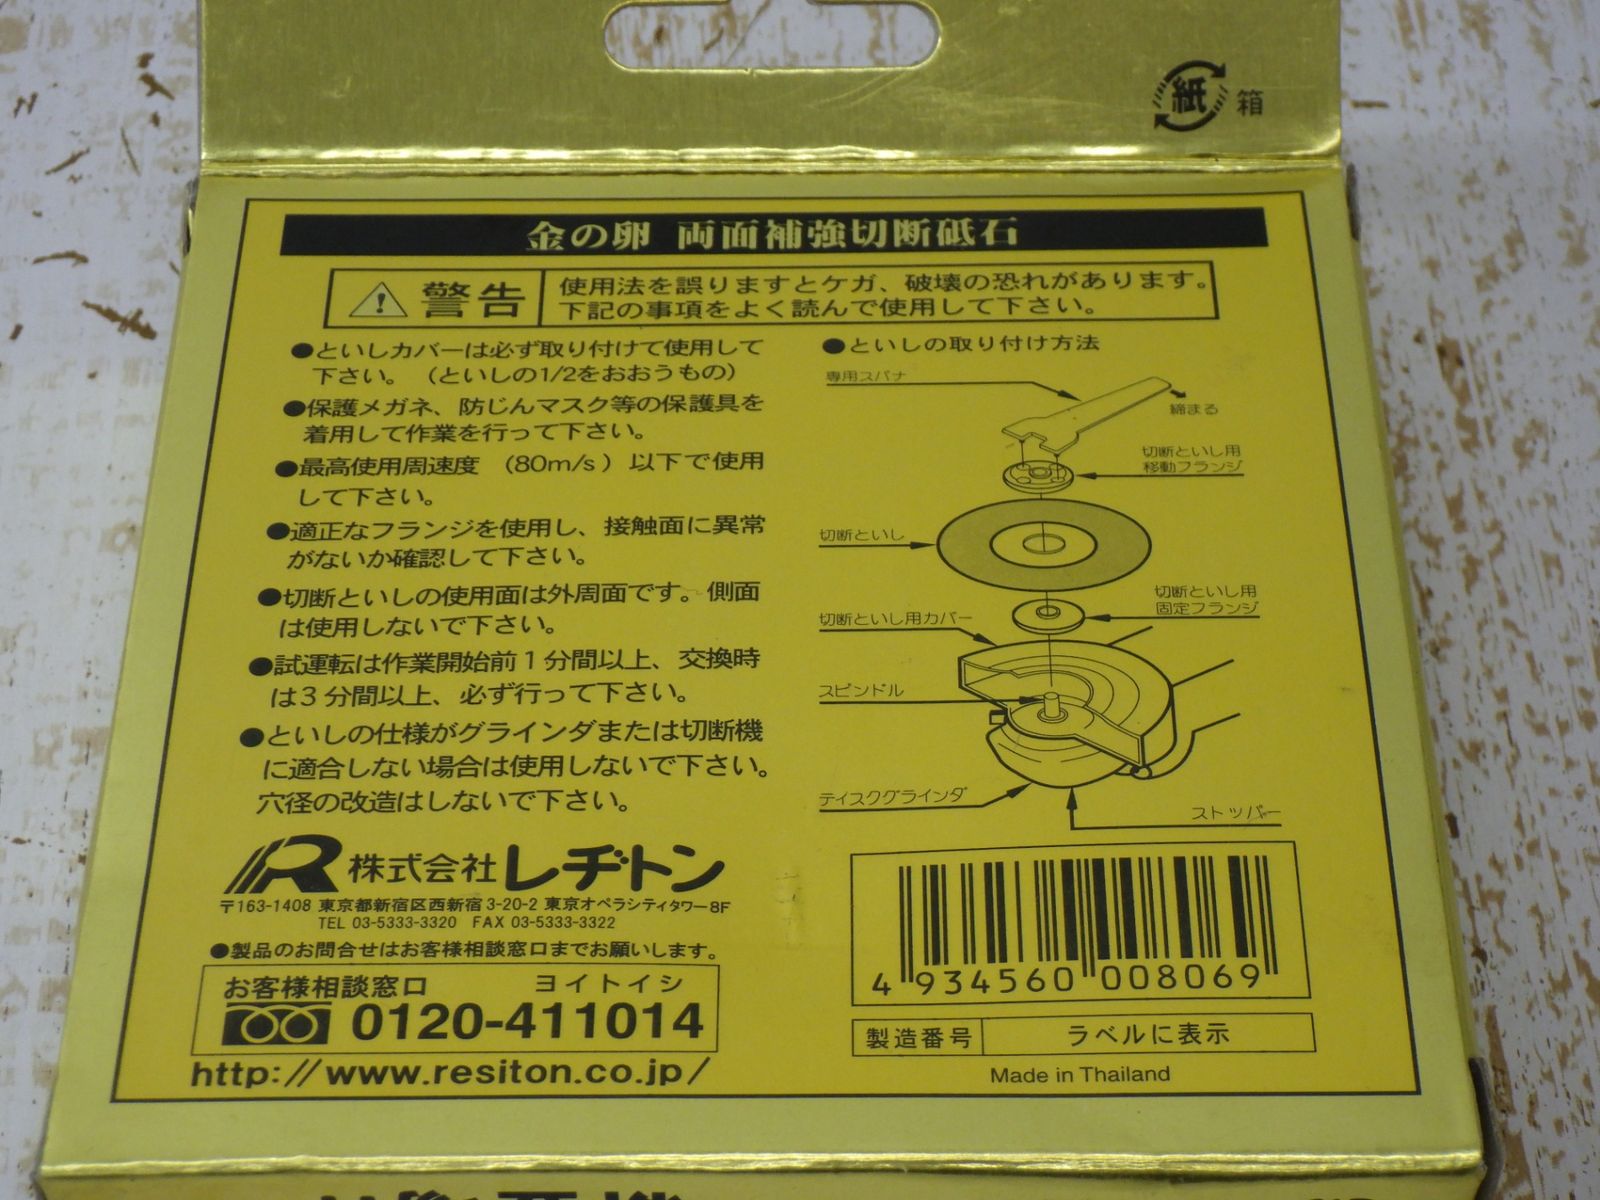 紙 箱
金の卵 両面補強切断砥石
警告
使用法を誤りますとケガ、破壊の恐れがあります。
下記の事項をよく読んで使用して下さい。
●といしカバーは必ず取り付けて使用して
下さい。（といしの1/2をおおうもの）
●保護メガネ、防じんマスク等の保護具を
着用して作業を行って下さい。
●最高使用周速度 （80m/s）以下で使用
して下さい。
●適正なフランジを使用し、接触面に異常
がないか確認して下さい。
●切断といしの使用面は外周面です。側面
は使用しないで下さい。
●試運転は作業開始前1分間以上、交換時
は3分間以上、必ず行って下さい。
●といしの仕様がグラインダまたは切断機
に適合しない場合は使用しないで下さい。
穴径の改造はしないで下さい。
●といしの取り付け方法
専用スパナ
締まる
切断といし用
移動フランジ
切断といし
切断といし用
固定フランジ
切断といし用カバー
スピンドル
ディスクグラインダ
ストッパー
R 株式会社レヂトン
〒163-1408 東京都新宿区西新宿3-20-2 東京オペラシティタワー8F
TEL 03-5333-3320 FAX 03-5333-3322
●製品のお問合せはお客様相談窓口までお願いします。
お客様相談窓口 ヨイトイシ
0120-411014
http://www.resiton.co.jp/
4 934560 008069
製造番号 ラベルに表示
Made in Thailand